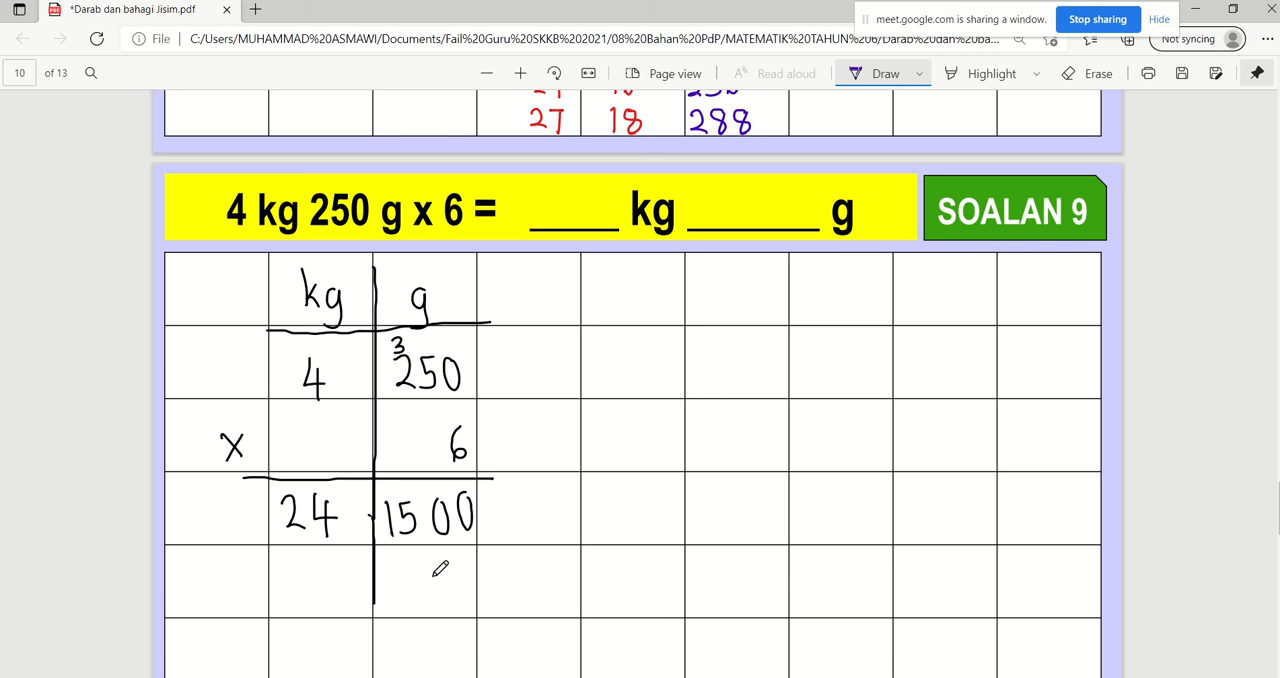 *Darab dan bahagi Jisim.pdf
meet.google.com is sharing a window. Stop sharing Hide
File C:/Users/MUHAMMAD%20ASMAWI/Documents/Fail%20Guru%20SKKB%202021/08%20Bahan%20PdP/MATEMATIK%20TAHUN%206/Darab%20dan%20ba... Not syncing
10 of 13 Page view Read aloud Draw Highlight Erase
27 18 288
4 kg 250 g x 6 = _____ kg _______ g SOALAN 9
kg g
3
4 250
x 6
24 1500